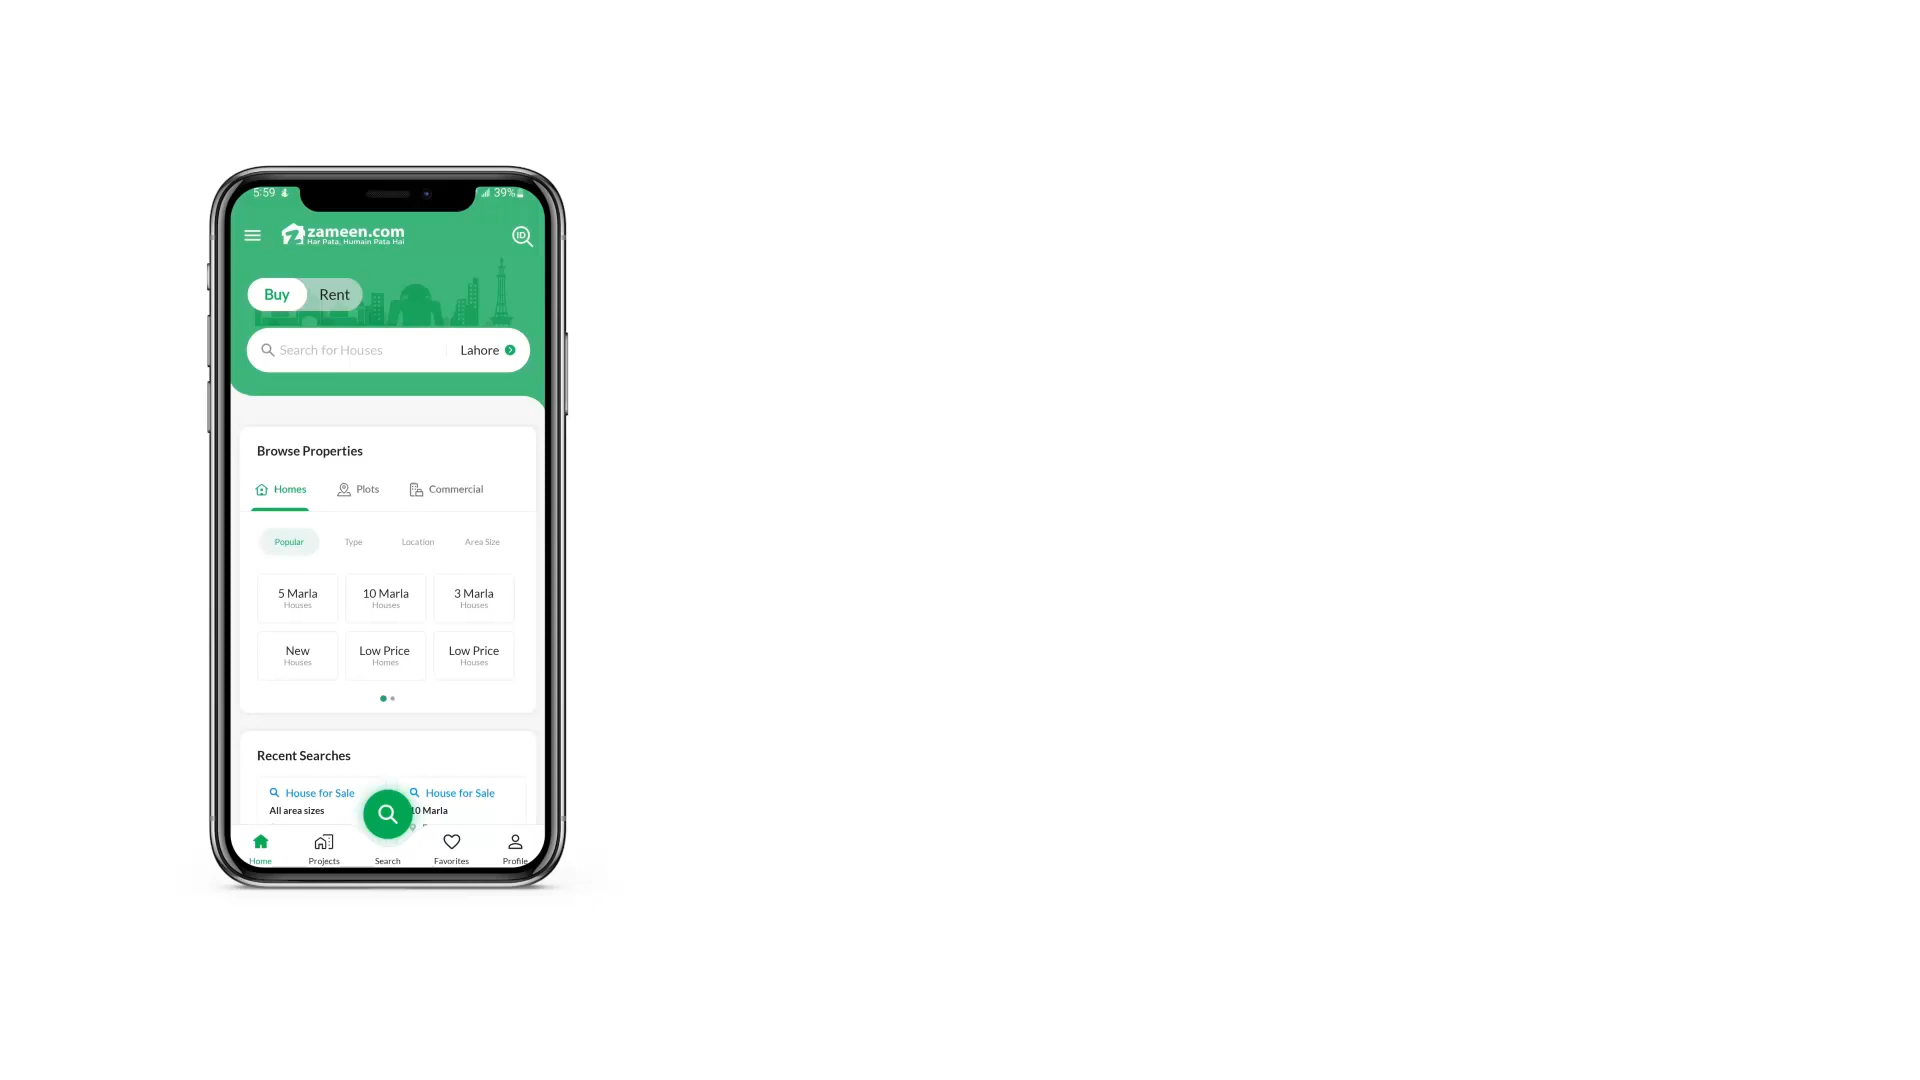 5:59
39%
zameen.com
Har Pata, Humain Pata Hai
ID
Buy Rent
Search for Houses Lahore
Browse Properties
Homes Plots Commercial
Popular Type Location Area Size
5 Marla 10 Marla 3 Marla
Houses Houses Houses
New Low Price Low Price
Houses Homes Houses
Recent Searches
House for Sale House for Sale
All area sizes 10 Marla
Home Projects Search Favorites Profile